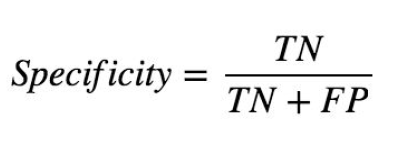 Specificity = TN / TN + FP